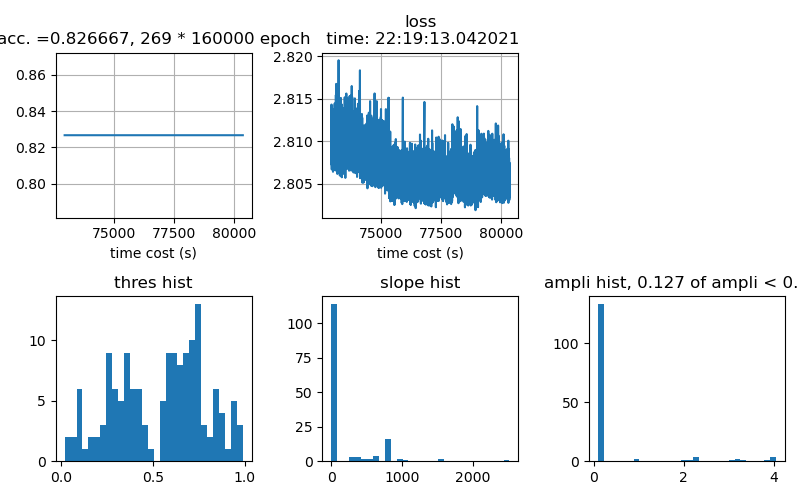 acc. =0.826667, 269 * 160000 epoch
loss
time: 22:19:13.042021
0.86
0.84
0.82
0.80
75000 77500 80000
time cost (s)
2.820
2.815
2.810
2.805
75000 77500 80000
time cost (s)
thres hist
10
5
0
0.0 0.5 1.0
slope hist
100
75
50
25
0
0 1000 2000
ampli hist, 0.127 of ampli < 0.
100
50
0
0 2 4